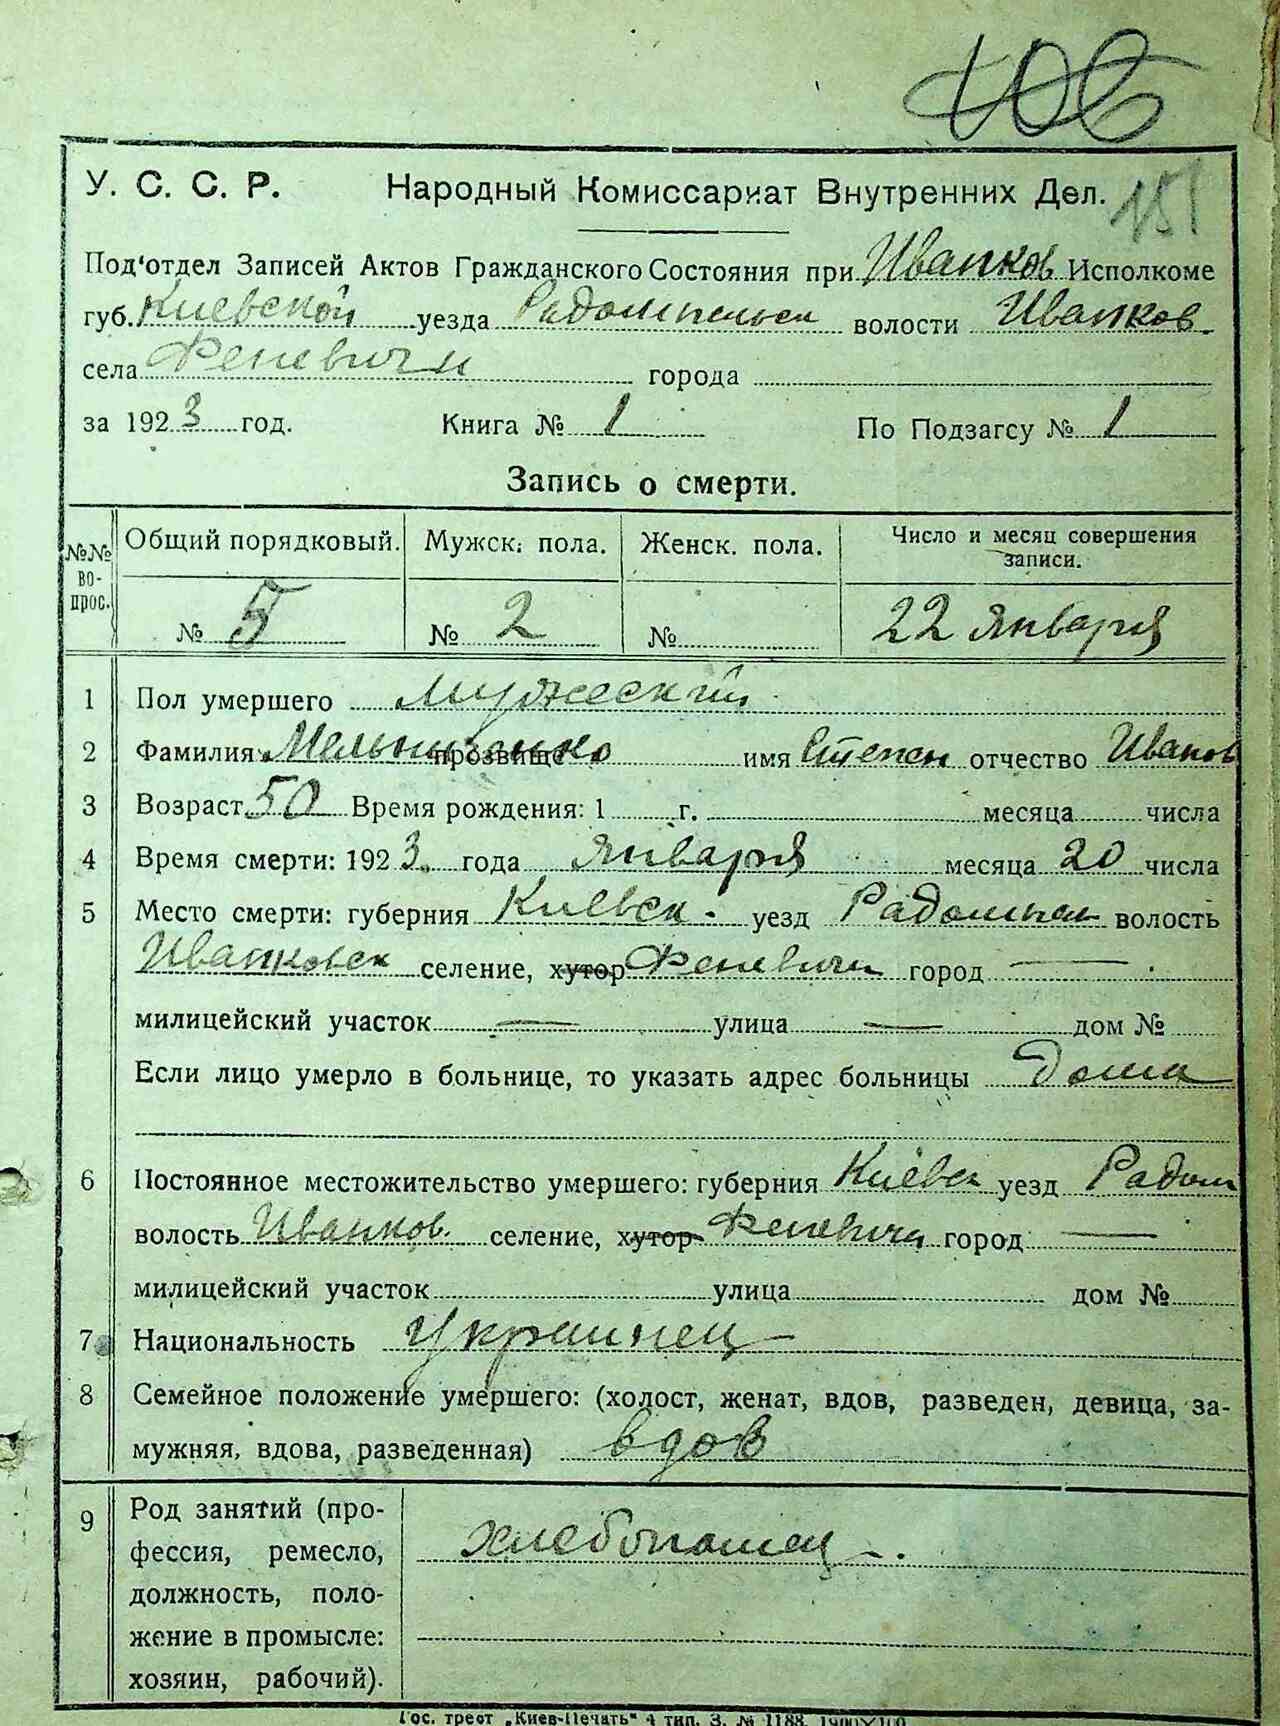 У. С. С. Р. Народный Комиссариат Внутренних Дел.
151
Под'отдел Записей Актов Гражданского Состояния при Иванков Исполкоме
губ. Киевской уезда Радомысльск волости Иванков.
села Феневичи города
за 1923 год. Книга № 1 По Подзагсу № 1
Запись о смерти.
№№ во-прос. Общий порядковый. Мужск. пола. Женск. пола. Число и месяц совершения записи.
№ 5 № 2 № 22 января
1 Пол умершего Мужеский
2 Фамилия прозвище имя Степан отчество Иванов
3 Возраст 50 Время рождения: 1 г. месяца числа
4 Время смерти: 1923 года января месяца 20 числа
5 Место смерти: губерния Киевск. уезд волость
Иванковск селение, хутор Феневичи город —
милицейский участок — улица — дом №
Если лицо умерло в больнице, то указать адрес больницы Дома
6 Постоянное местожительство умершего: губерния Киевск уезд Радом
волость Иванков. селение, хутор Феневичи город —
милицейский участок улица дом №
7 Национальность Украинец
8 Семейное положение умершего: (холост, женат, вдов, разведен, девица, за-
мужняя, вдова, разведенная) вдов
9 Род занятий (про-
фессия, ремесло, хлебопашец.
должность, поло-
жение в промысле:
хозяин, рабочий).
Гос. трест „Киев-Печать" 4 тип. З. № 1188.